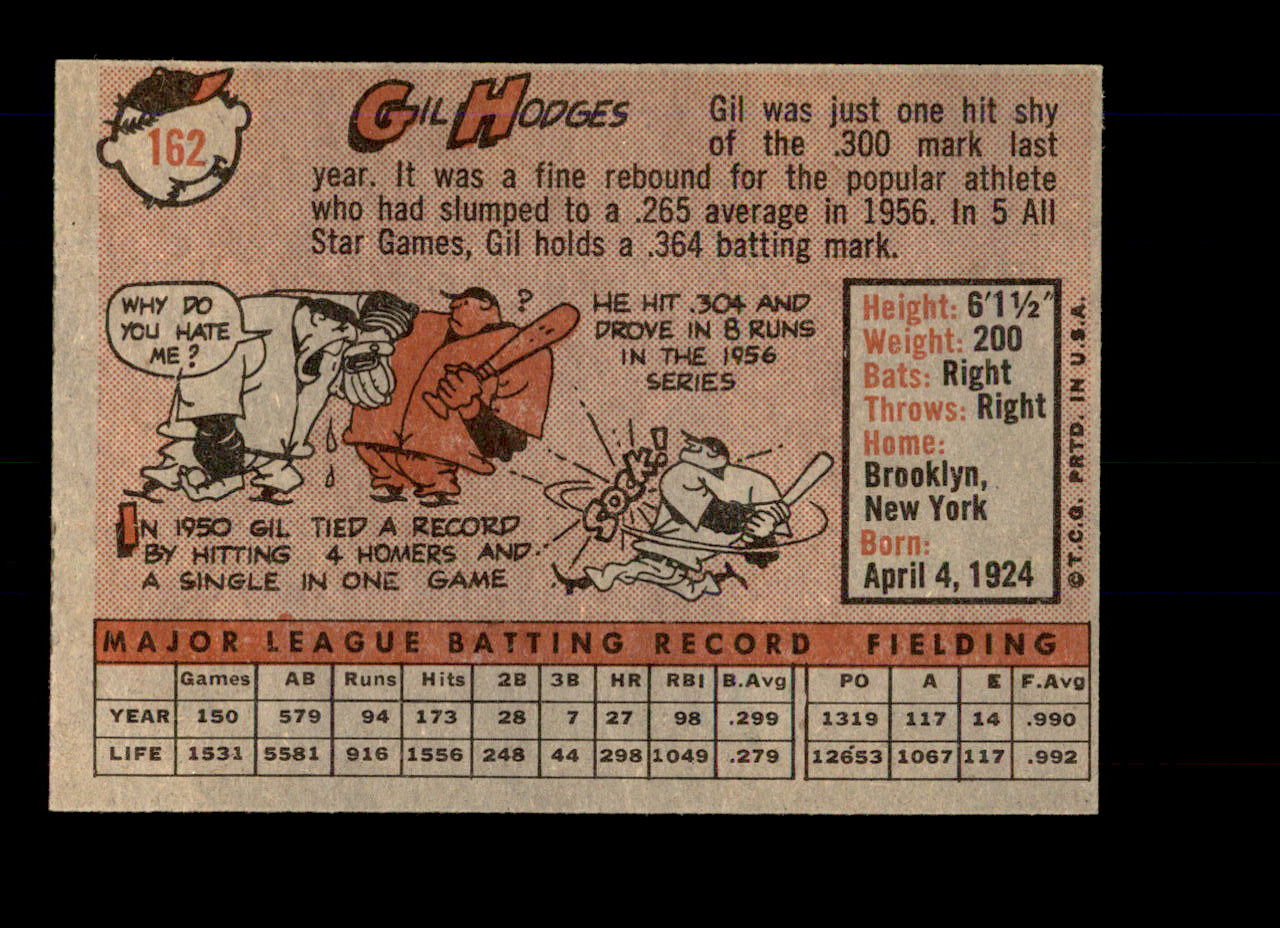 162
GIL HODGES
Gil was just one hit shy
of the .300 mark last
year. It was a fine rebound for the popular athlete
who had slumped to a .265 average in 1956. In 5 All
Star Games, Gil holds a .364 batting mark.
WHY DO
YOU HATE
ME?
?
HE HIT .304 AND
DROVE IN 8 RUNS
IN THE 1956
SERIES
SOCK!
IN 1950 GIL TIED A RECORD
BY HITTING 4 HOMERS AND
A SINGLE IN ONE GAME
Height: 6'1½"
Weight: 200
Bats: Right
Throws: Right
Home:
Brooklyn,
New York
Born:
April 4, 1924
©T.C.G. PRTD. IN U.S.A.
MAJOR LEAGUE BATTING RECORD FIELDING
Games AB Runs Hits 2B 3B HR RBI B.Avg PO A E F.Avg
YEAR 150 579 94 173 28 7 27 98 .299 1319 117 14 .990
LIFE 1531 5581 916 1556 248 44 298 1049 .279 12653 1067 117 .992